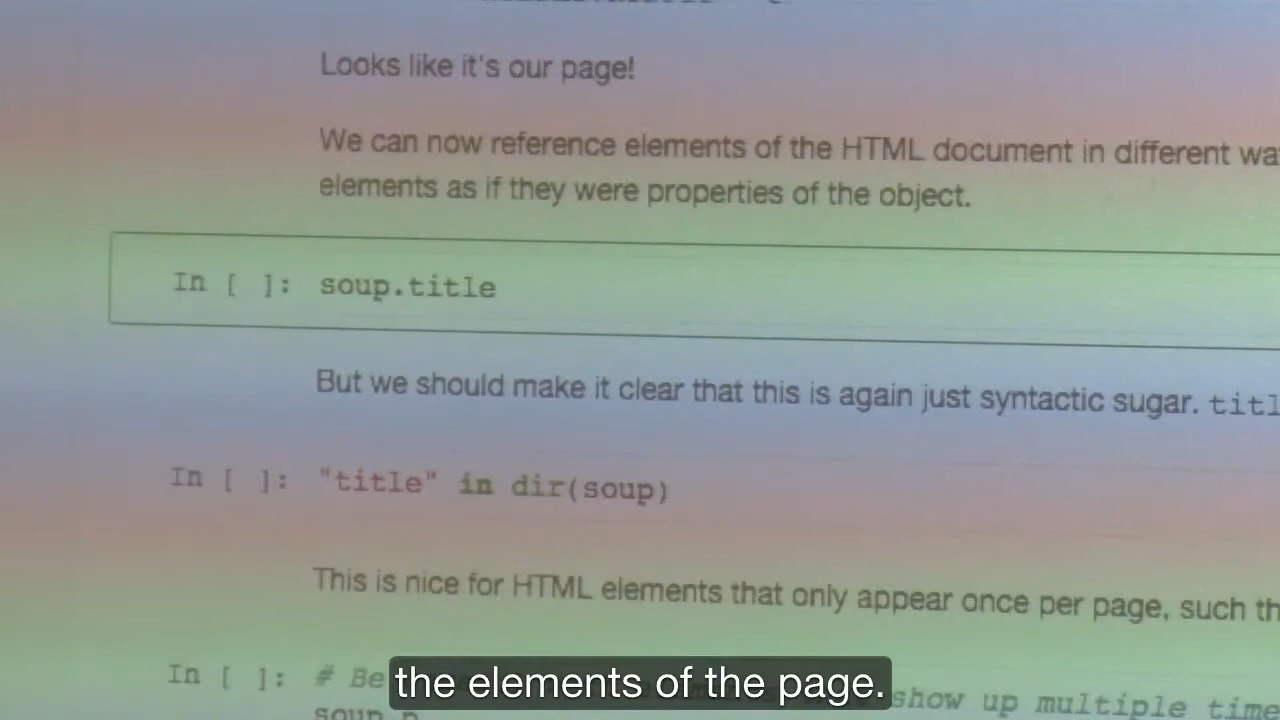 Looks like it's our page!
We can now reference elements of the HTML document in different wa
elements as if they were properties of the object.
In [ ]: soup.title
But we should make it clear that this is again just syntactic sugar. titl
In [ ]: "title" in dir(soup)
This is nice for HTML elements that only appear once per page, such th
In [ ]: # Be show up multiple time
soup.p
the elements of the page.